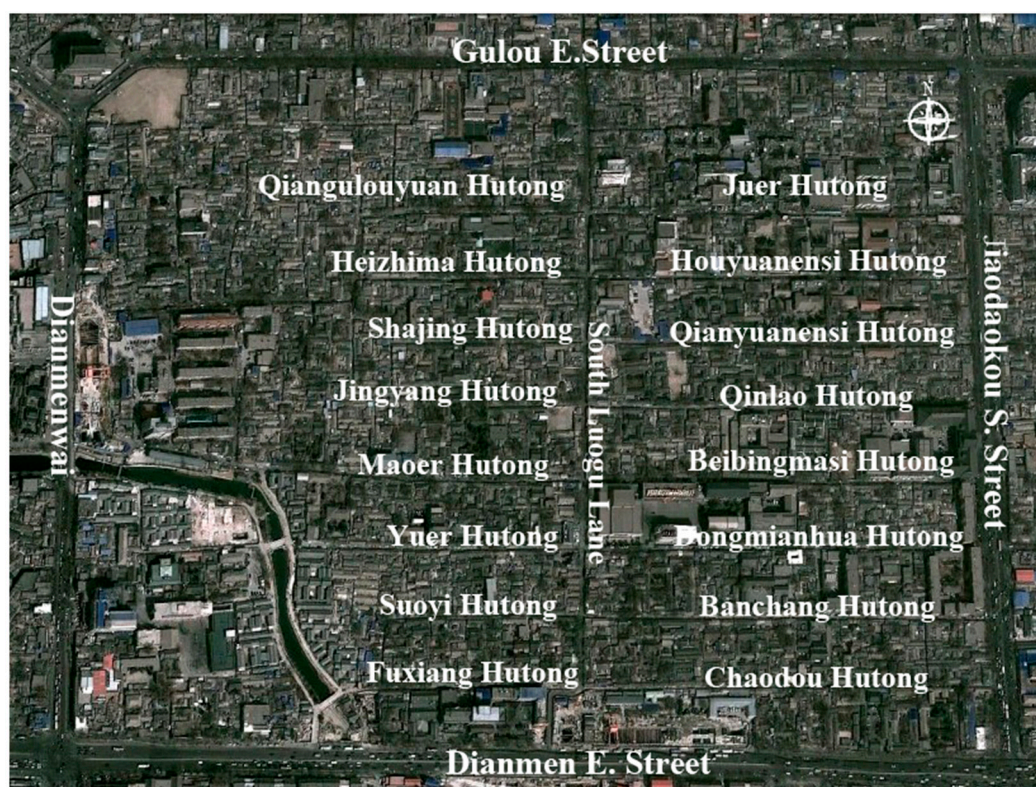 Gulou E.Street
N
Qiangulouyuan Hutong
Juer Hutong
Heizhima Hutong
Houyuanensi Hutong
Shajing Hutong
Qianyuanensi Hutong
Jingyang Hutong
Qinlao Hutong
Maoer Hutong
Beibingmasi Hutong
Yuer Hutong
Dongmianhua Hutong
Suoyi Hutong
Banchang Hutong
Fuxiang Hutong
Chaodou Hutong
Dianmenwai
South Luogu Lane
Jiaodaokou S. Street
Dianmen E. Street